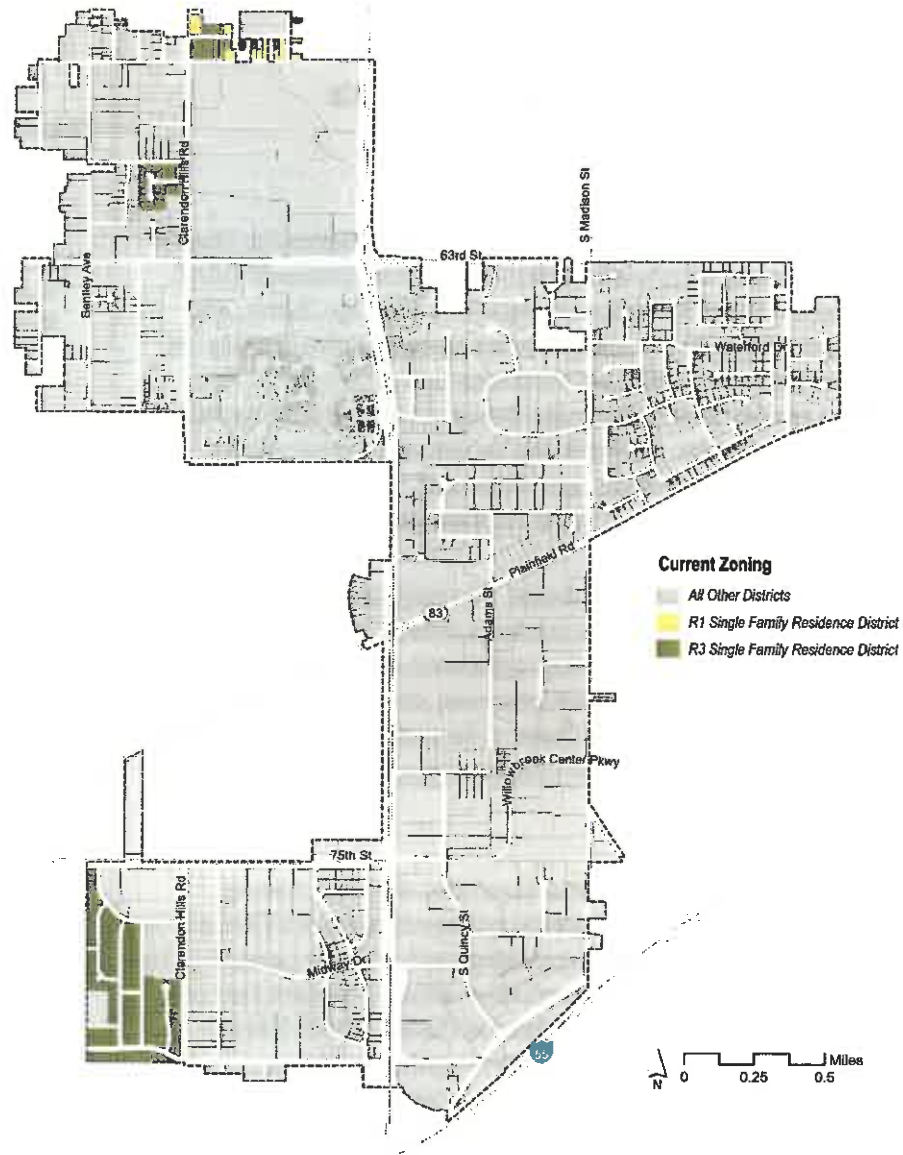 Clarendon Hills Rd
S Madison St
63rd St
Bentley Ave
Waterford Dr
Plainfield Rd
83
Adams St
Current Zoning
All Other Districts
R1 Single Family Residence District
R3 Single Family Residence District
Willowbrook Center Pkwy
75th St
Clarendon Hills Rd
S Quincy St
Midway Dr
55
N
Miles
0
0.25
0.5